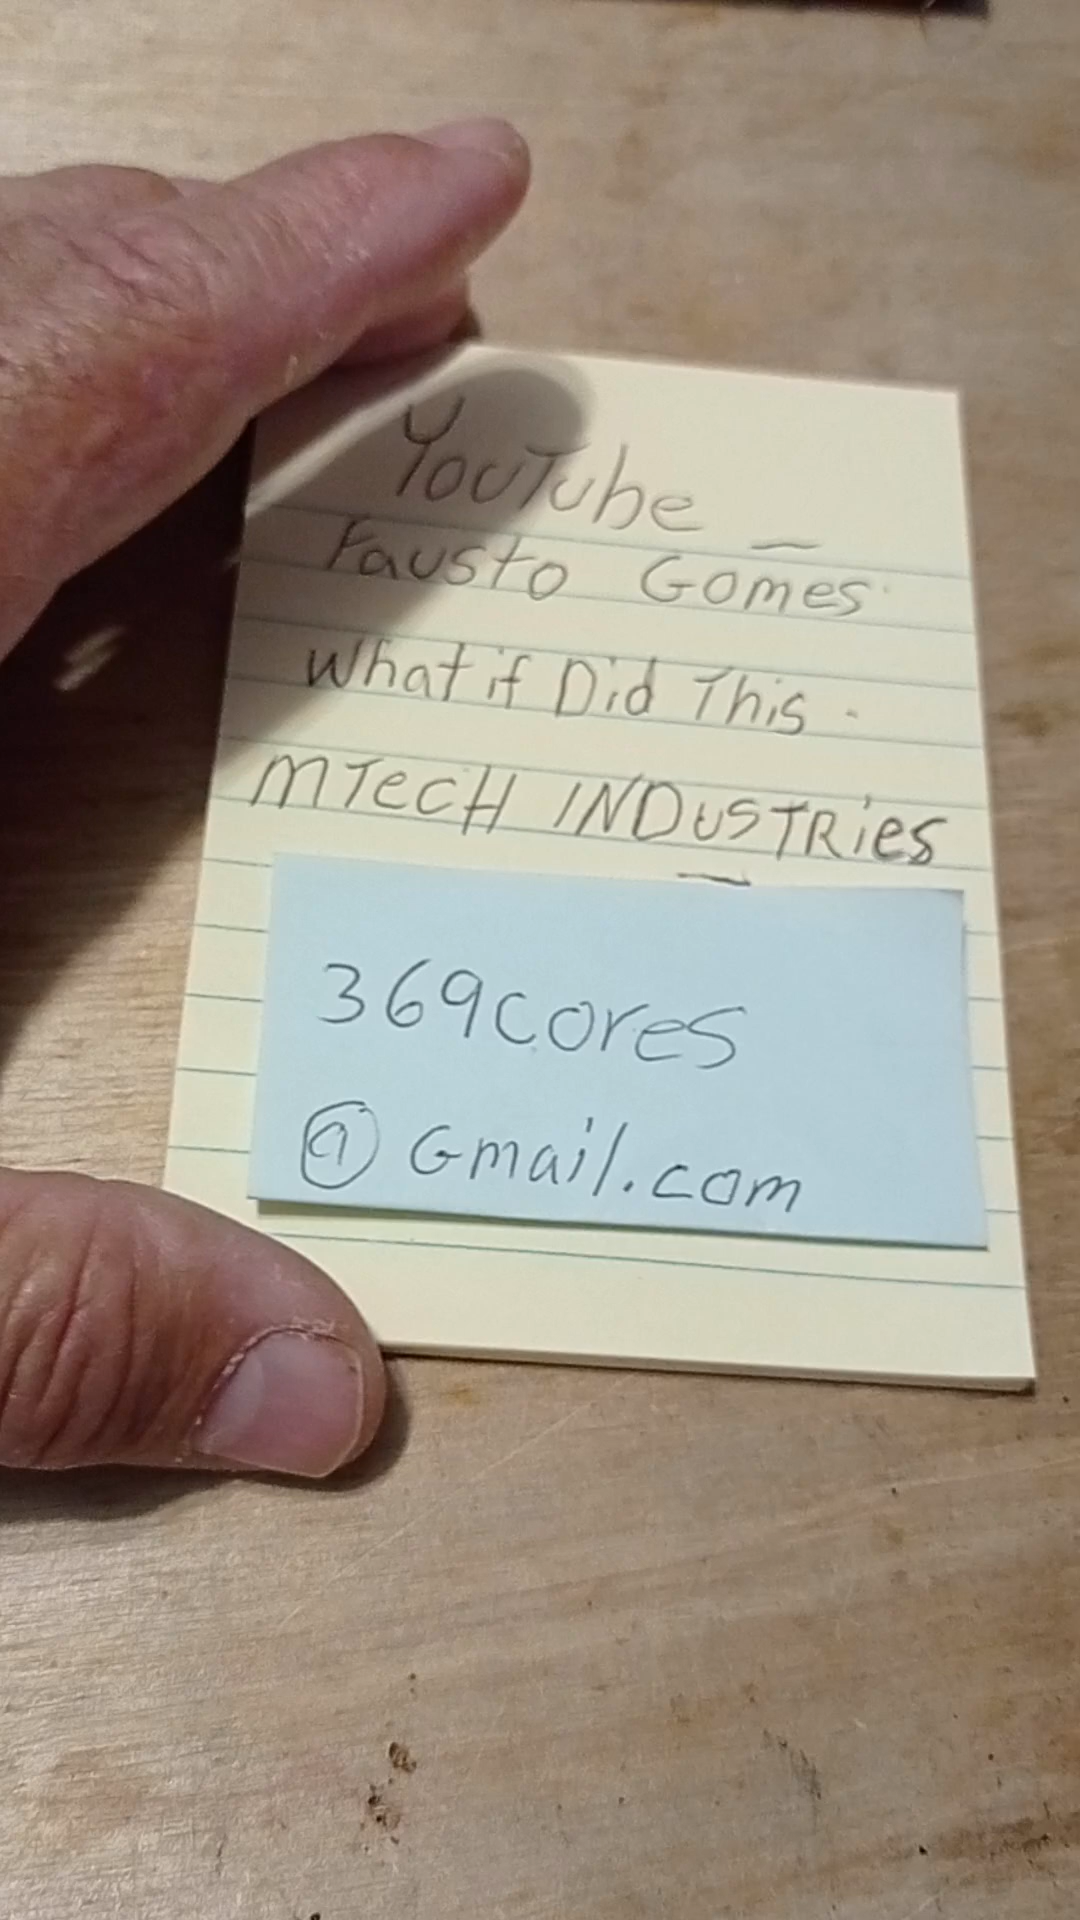 YouTube
Fausto Gomes
What if Did This.
MTecH INDusTRies
369cores
@Gmail.com